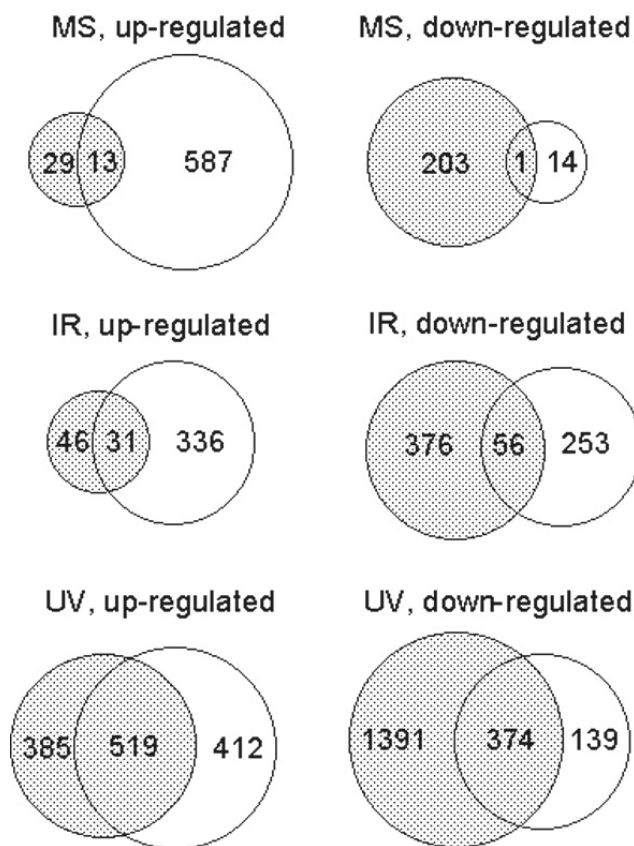 MS, up-regulated
29 13 587
MS, down-regulated
203 1 14
IR, up-regulated
46 31 336
IR, down-regulated
376 56 253
UV, up-regulated
385 519 412
UV, down-regulated
1391 374 139